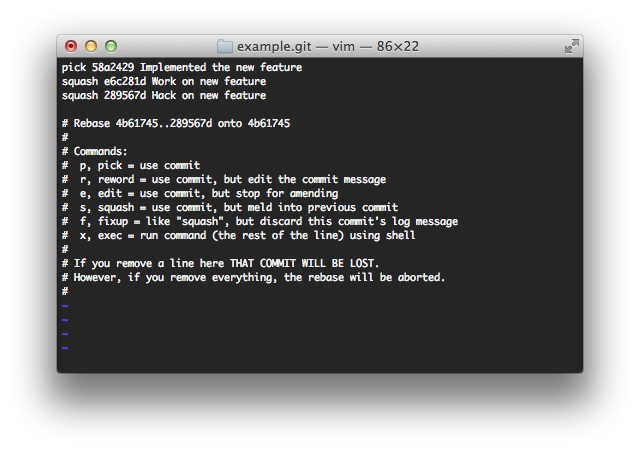 example.git — vim — 86×22
pick 58a2429 Implemented the new feature
squash e6c281d Work on new feature
squash 289567d Hack on new feature

# Rebase 4b61745..289567d onto 4b61745
#
# Commands:
#  p, pick = use commit
#  r, reword = use commit, but edit the commit message
#  e, edit = use commit, but stop for amending
#  s, squash = use commit, but meld into previous commit
#  f, fixup = like "squash", but discard this commit's log message
#  x, exec = run command (the rest of the line) using shell
#
# If you remove a line here THAT COMMIT WILL BE LOST.
# However, if you remove everything, the rebase will be aborted.
#
~
~
~
~